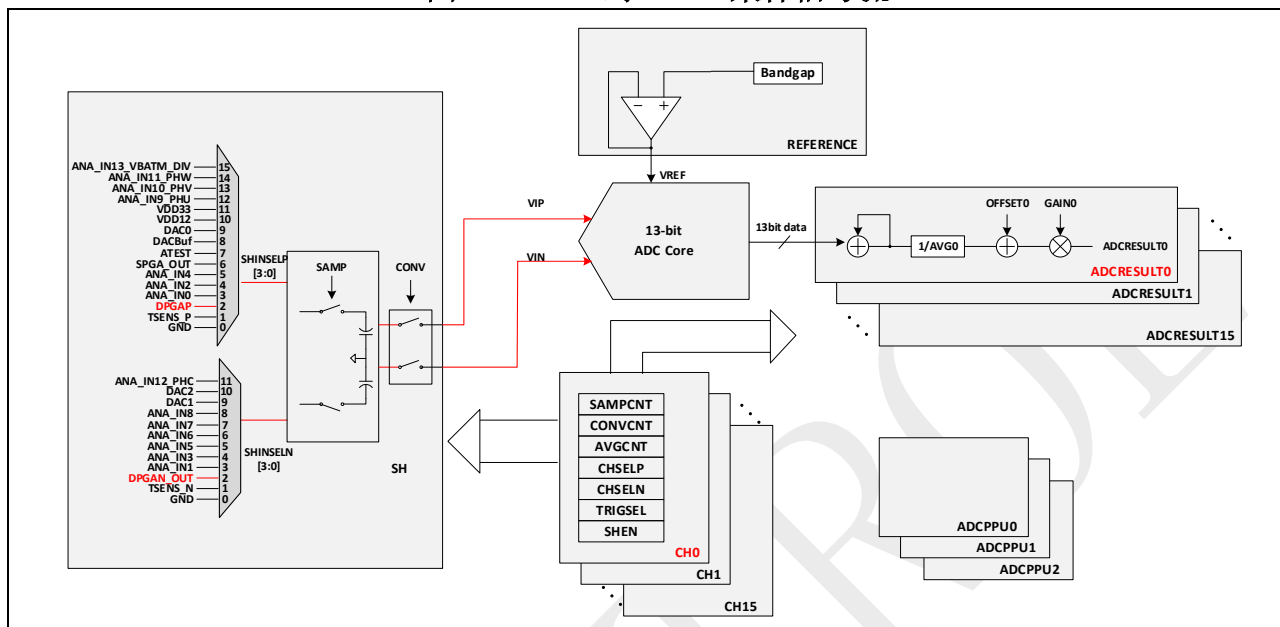 Bandgap
REFERENCE
VREF
ANA_IN13_VBATM_DIV 15
ANA_IN11_PHW 14
ANA_IN10_PHV 13
ANA_IN9_PHU 12
VDD33 11
VDD12 10
DAC0 9
DACBuf 8
ATEST 7
SPGA_OUT 6
ANA_IN4 5
ANA_IN2 4
ANA_IN0 3
DPGAP 2
TSENS_P 1
GND 0
SHINSELP
[3:0]
SAMP
CONV
VIP
VIN
13-bit
ADC Core
13bit data
1/AVG0
OFFSET0
GAIN0
ADCRESULT0
ADCRESULT0
ADCRESULT1
ADCRESULT15
ANA_IN12_PHC 11
DAC2 10
DAC1 9
ANA_IN8 8
ANA_IN7 7
ANA_IN6 6
ANA_IN5 5
ANA_IN3 4
ANA_IN1 3
DPGAN_OUT 2
TSENS_N 1
GND 0
SHINSELN
[3:0]
SH
SAMPCNT
CONVCNT
AVGCNT
CHSELP
CHSELN
TRIGSEL
SHEN
CH0
CH1
CH15
ADCPPU0
ADCPPU1
ADCPPU2